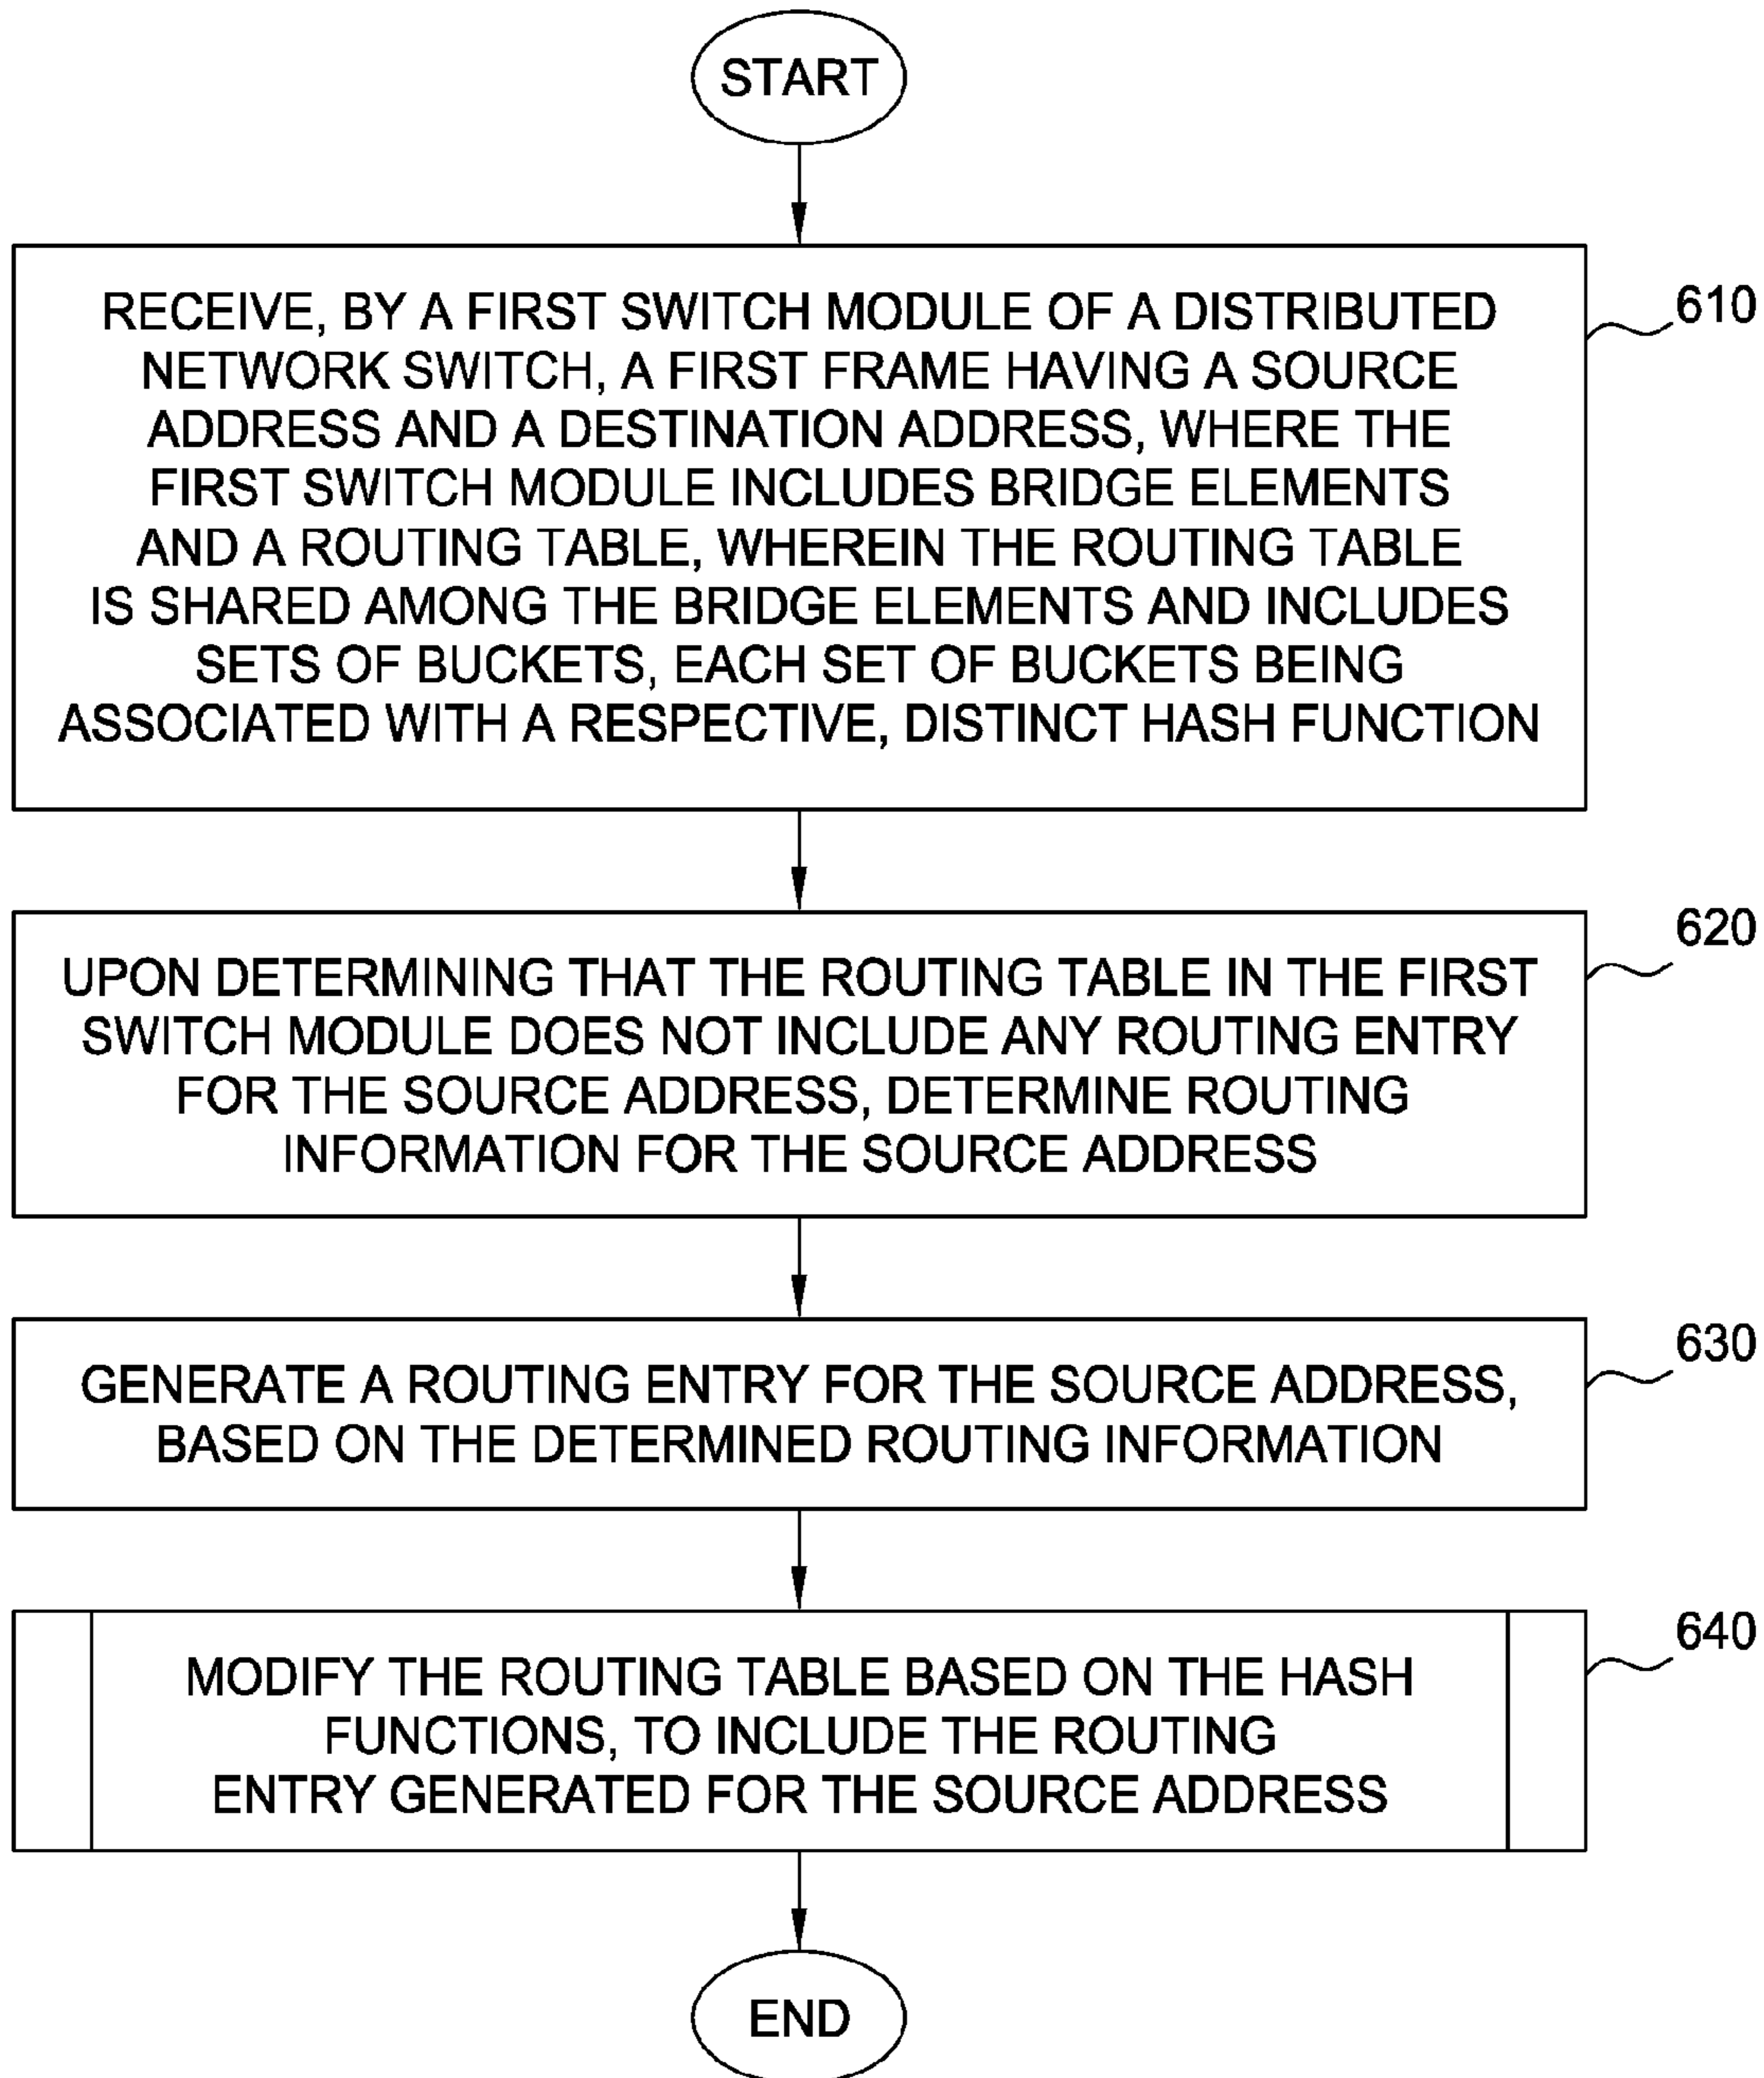 START
RECEIVE, BY A FIRST SWITCH MODULE OF A DISTRIBUTED
NETWORK SWITCH, A FIRST FRAME HAVING A SOURCE
ADDRESS AND A DESTINATION ADDRESS, WHERE THE
FIRST SWITCH MODULE INCLUDES BRIDGE ELEMENTS
AND A ROUTING TABLE, WHEREIN THE ROUTING TABLE
IS SHARED AMONG THE BRIDGE ELEMENTS AND INCLUDES
SETS OF BUCKETS, EACH SET OF BUCKETS BEING
ASSOCIATED WITH A RESPECTIVE, DISTINCT HASH FUNCTION
610
UPON DETERMINING THAT THE ROUTING TABLE IN THE FIRST
SWITCH MODULE DOES NOT INCLUDE ANY ROUTING ENTRY
FOR THE SOURCE ADDRESS, DETERMINE ROUTING
INFORMATION FOR THE SOURCE ADDRESS
620
GENERATE A ROUTING ENTRY FOR THE SOURCE ADDRESS,
BASED ON THE DETERMINED ROUTING INFORMATION
630
MODIFY THE ROUTING TABLE BASED ON THE HASH
FUNCTIONS, TO INCLUDE THE ROUTING
ENTRY GENERATED FOR THE SOURCE ADDRESS
640
END